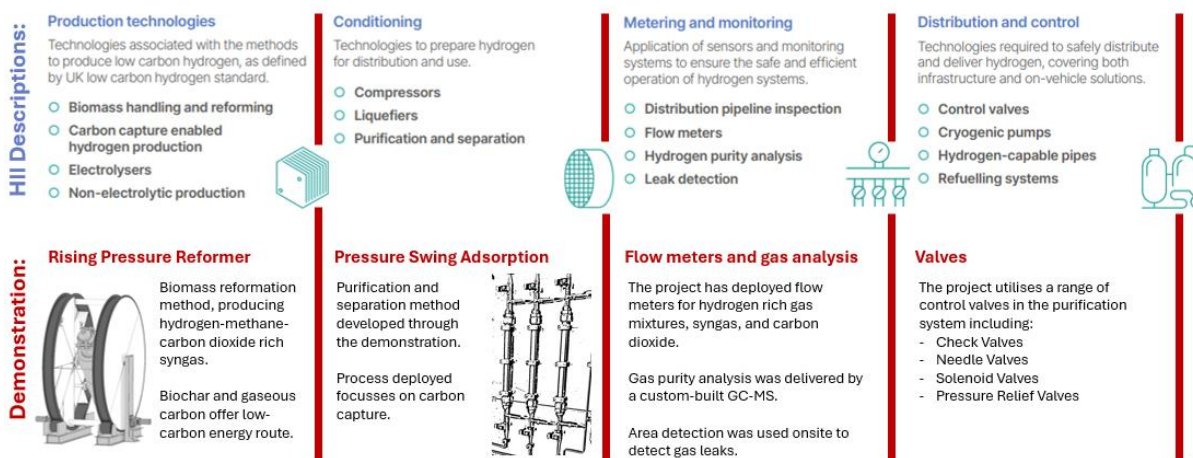 HII Descriptions:
Production technologies
Technologies associated with the methods
to produce low carbon hydrogen, as defined
by UK low carbon hydrogen standard.
Biomass handling and reforming
Carbon capture enabled
hydrogen production
Electrolysers
Non-electrolytic production
Conditioning
Technologies to prepare hydrogen
for distribution and use.
Compressors
Liquefiers
Purification and separation
Metering and monitoring
Application of sensors and monitoring
systems to ensure the safe and efficient
operation of hydrogen systems.
Distribution pipeline inspection
Flow meters
Hydrogen purity analysis
Leak detection
Distribution and control
Technologies required to safely distribute
and deliver hydrogen, covering both
infrastructure and on-vehicle solutions.
Control valves
Cryogenic pumps
Hydrogen-capable pipes
Refuelling systems
Demonstration:
Rising Pressure Reformer
Biomass reformation
method, producing
hydrogen-methane-
carbon dioxide rich
syngas.
Biochar and gaseous
carbon offer low-
carbon energy route.
Pressure Swing Adsorption
Purification and
separation method
developed through
the demonstration.
Process deployed
focusses on carbon
capture.
Flow meters and gas analysis
The project has deployed flow
meters for hydrogen rich gas
mixtures, syngas, and carbon
dioxide.
Gas purity analysis was delivered by
a custom-built GC-MS.
Area detection was used onsite to
detect gas leaks.
Valves
The project utilises a range of
control valves in the purification
system including:
- Check Valves
- Needle Valves
- Solenoid Valves
- Pressure Relief Valves